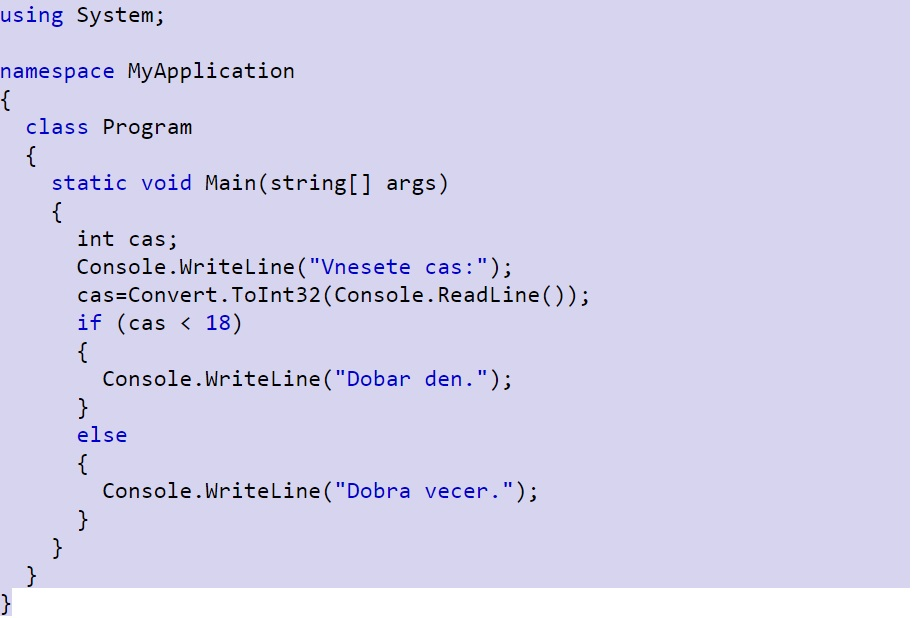 using System;

namespace MyApplication
{
  class Program
  {
    static void Main(string[] args)
    {
      int cas;
      Console.WriteLine("Vnesete cas:");
      cas=Convert.ToInt32(Console.ReadLine());
      if (cas < 18)
      {
        Console.WriteLine("Dobar den.");
      }
      else
      {
        Console.WriteLine("Dobra vecer.");
      }
    }
  }
}